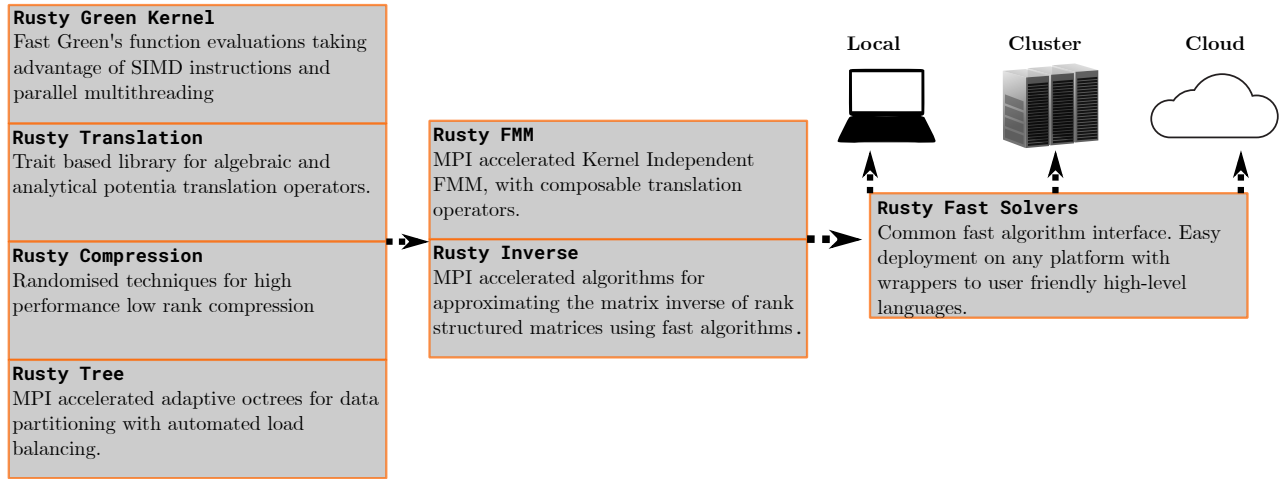 Rusty Green Kernel
Fast Green's function evaluations taking
advantage of SIMD instructions and
parallel multithreading
Rusty Translation
Trait based library for algebraic and
analytical potentia translation operators.
Rusty Compression
Randomised techniques for high
performance low rank compression
Rusty Tree
MPI accelerated adaptive octrees for data
partitioning with automated load
balancing.
Rusty FMM
MPI accelerated Kernel Independent
FMM, with composable translation
operators.
Rusty Inverse
MPI accelerated algorithms for
approximating the matrix inverse of rank
structured matrices using fast algorithms.
Local
Cluster
Cloud
Rusty Fast Solvers
Common fast algorithm interface. Easy
deployment on any platform with
wrappers to user friendly high-level
languages.